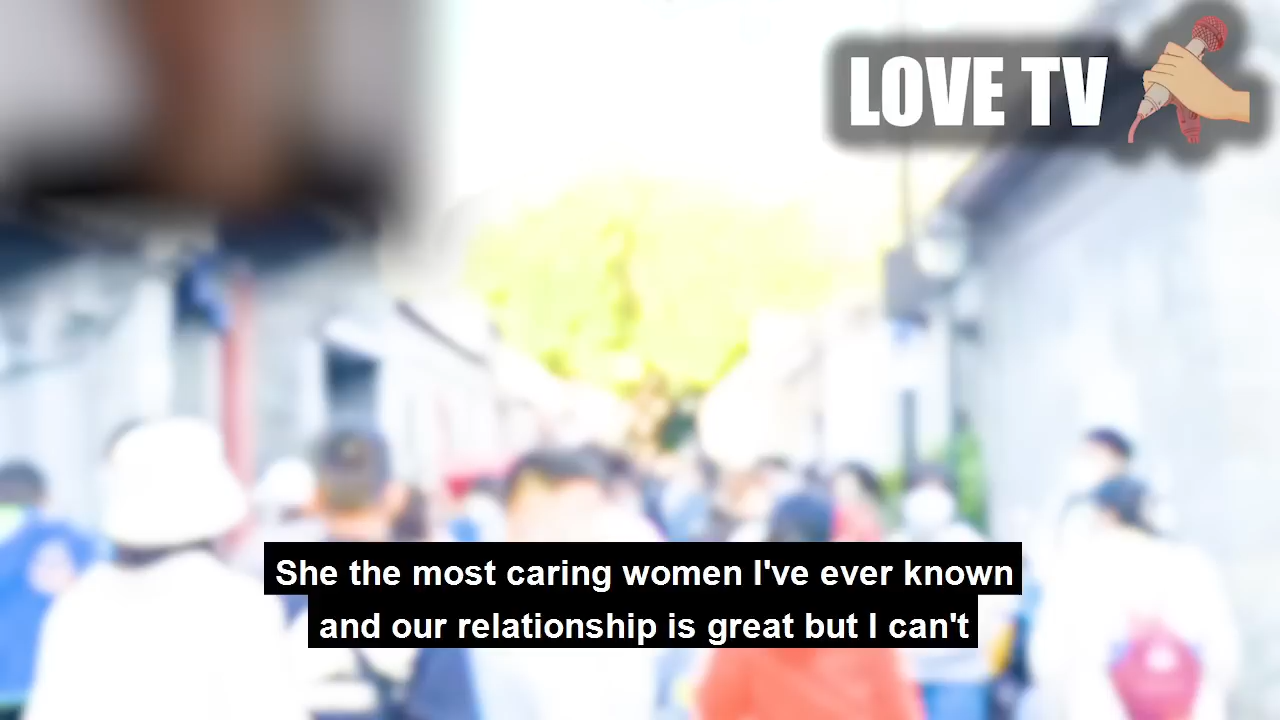 LOVE TV
She the most caring women I've ever known
and our relationship is great but I can't